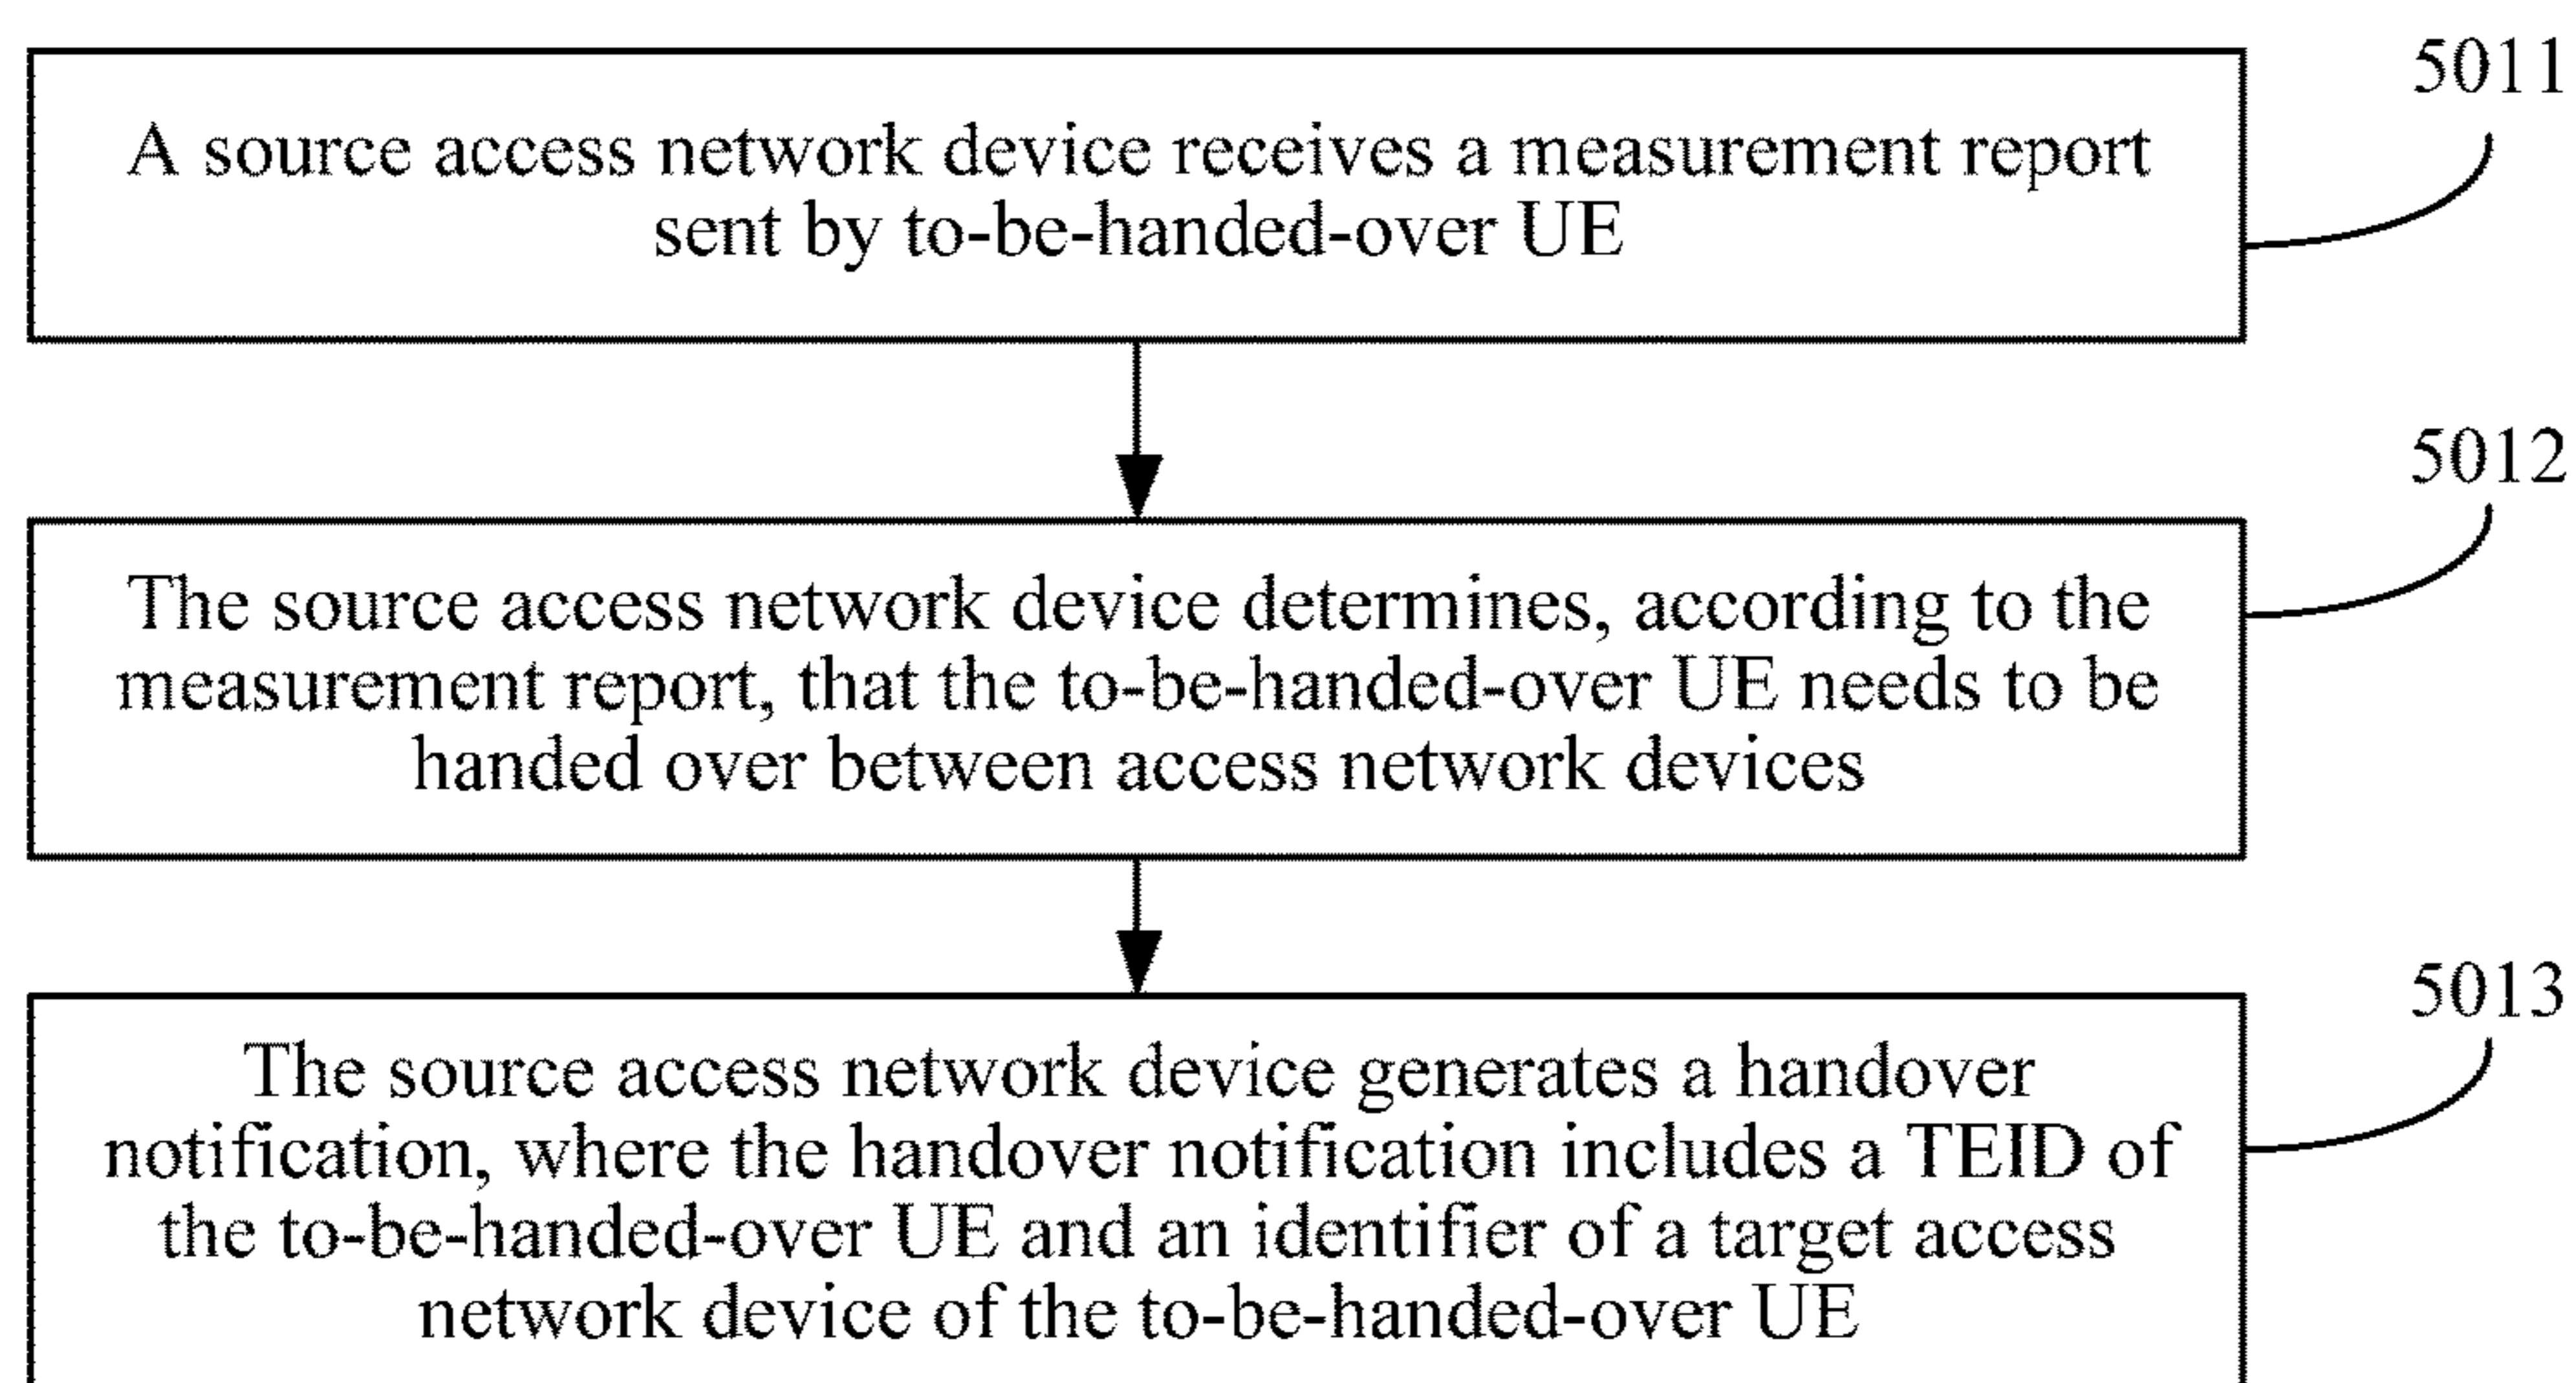 5011
A source access network device receives a measurement report
sent by to-be-handed-over UE
5012
The source access network device determines, according to the
measurement report, that the to-be-handed-over UE needs to be
handed over between access network devices
5013
The source access network device generates a handover
notification, where the handover notification includes a TEID of
the to-be-handed-over UE and an identifier of a target access
network device of the to-be-handed-over UE